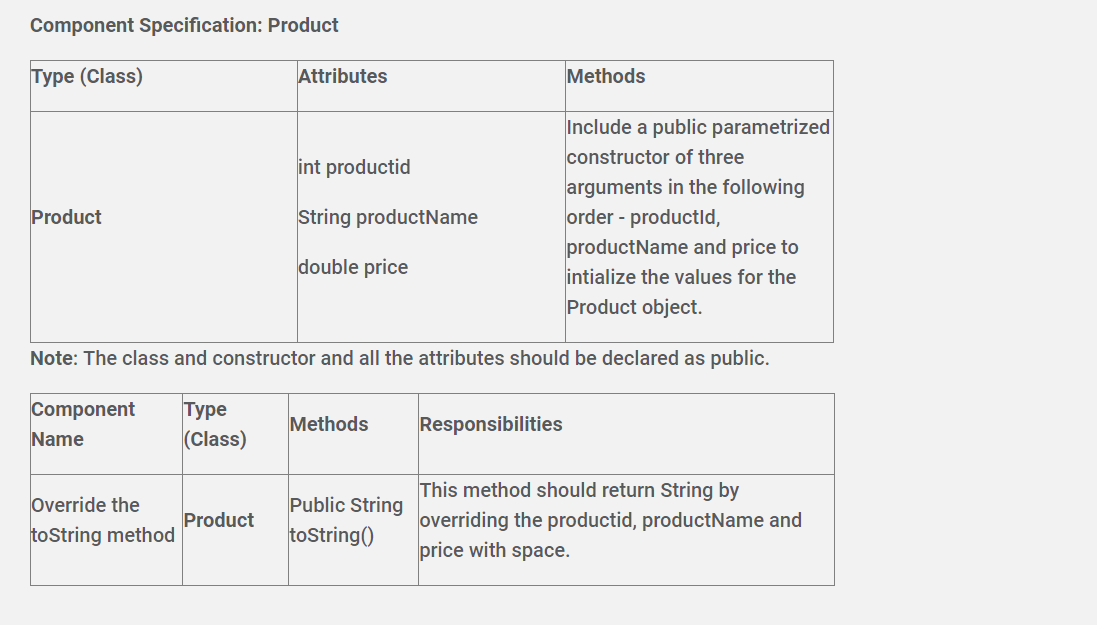 Component Specification: Product
Type (Class)
Attributes
Methods
Product
int productid
String productName
double price
Include a public parametrized
constructor of three
arguments in the following
order - productId,
productName and price to
intialize the values for the
Product object.
Note: The class and constructor and all the attributes should be declared as public.
Component
Name
Type
(Class)
Methods
Responsibilities
Override the
toString method
Product
Public String
toString()
This method should return String by
overriding the productid, productName and
price with space.